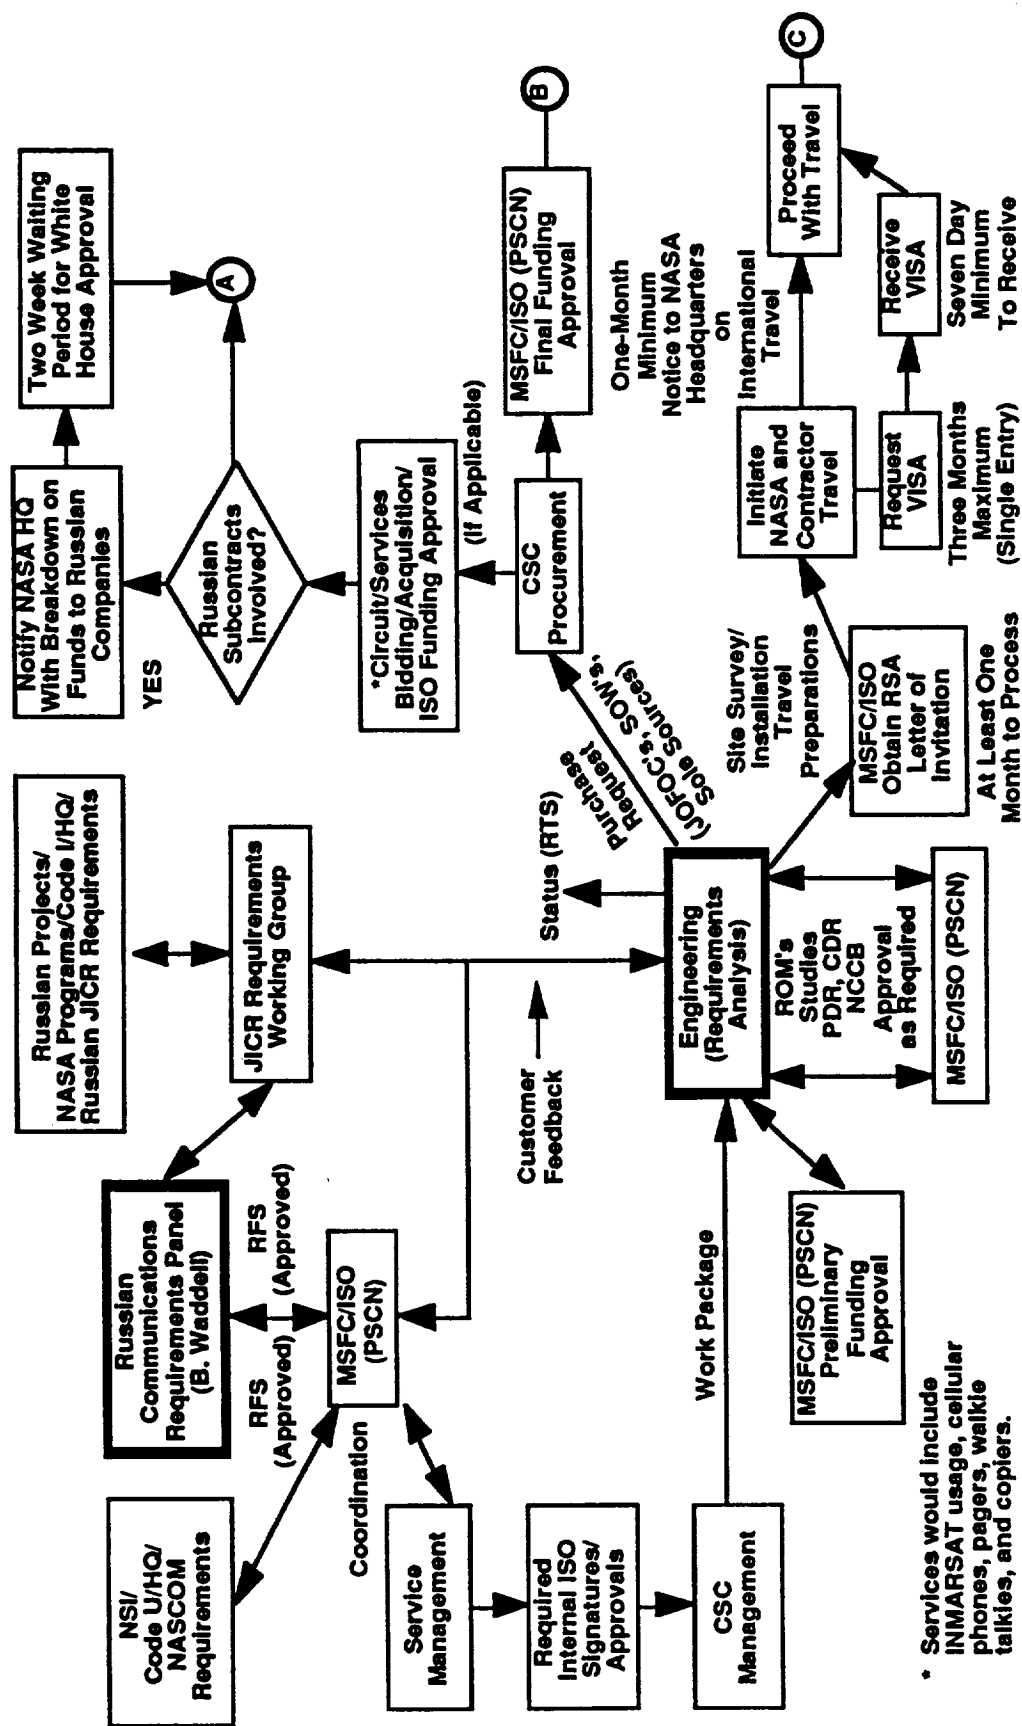 NSI/
Code U/HQ/
NASCOM
Requirements
Russian
Communications
Requirements Panel
(B. Waddell)
Russian Projects/
NASA Programs/Code I/HQ/
Russian JICR Requirements
Notify NASA HQ
With Breakdown on
Funds to Russian
Companies
Two Week Waiting
Period for White
House Approval
YES
RFS
(Approved)
RFS
(Approved)
JICR Requirements
Working Group
Russian
Subcontracts
Involved?
A
Coordination
MSFC/ISO
(PSCN)
*Circuit/Services
Bidding/Acquisition/
ISO Funding Approval
(If Applicable)
Service
Management
Customer
Feedback
Status (RTS)
Purchase
Request
(JOFOC's, SOW's,
Sole Sources)
CSC
Procurement
MSFC/ISO (PSCN)
Final Funding
Approval
B
Required
Internal ISO
Signatures/
Approvals
CSC
Management
Work Package
Engineering
(Requirements
Analysis)
Site Survey/
Installation
Travel
Preparations
One-Month
Minimum
Notice to NASA
Headquarters
on
International
Travel
Initiate
NASA and
Contractor
Travel
Proceed
With Travel
C
MSFC/ISO (PSCN)
Preliminary
Funding
Approval
ROM's
Studies
PDR, CDR
NCCB
Approval
as Required
MSFC/ISO
Obtain RSA
Letter of
Invitation
Request
VISA
Receive
VISA
MSFC/ISO (PSCN)
At Least One
Month to Process
Three Months
Maximum
(Single Entry)
Seven Day
Minimum
To Receive
* Services would include
INMARSAT usage, cellular
phones, pagers, walkie
talkies, and copiers.